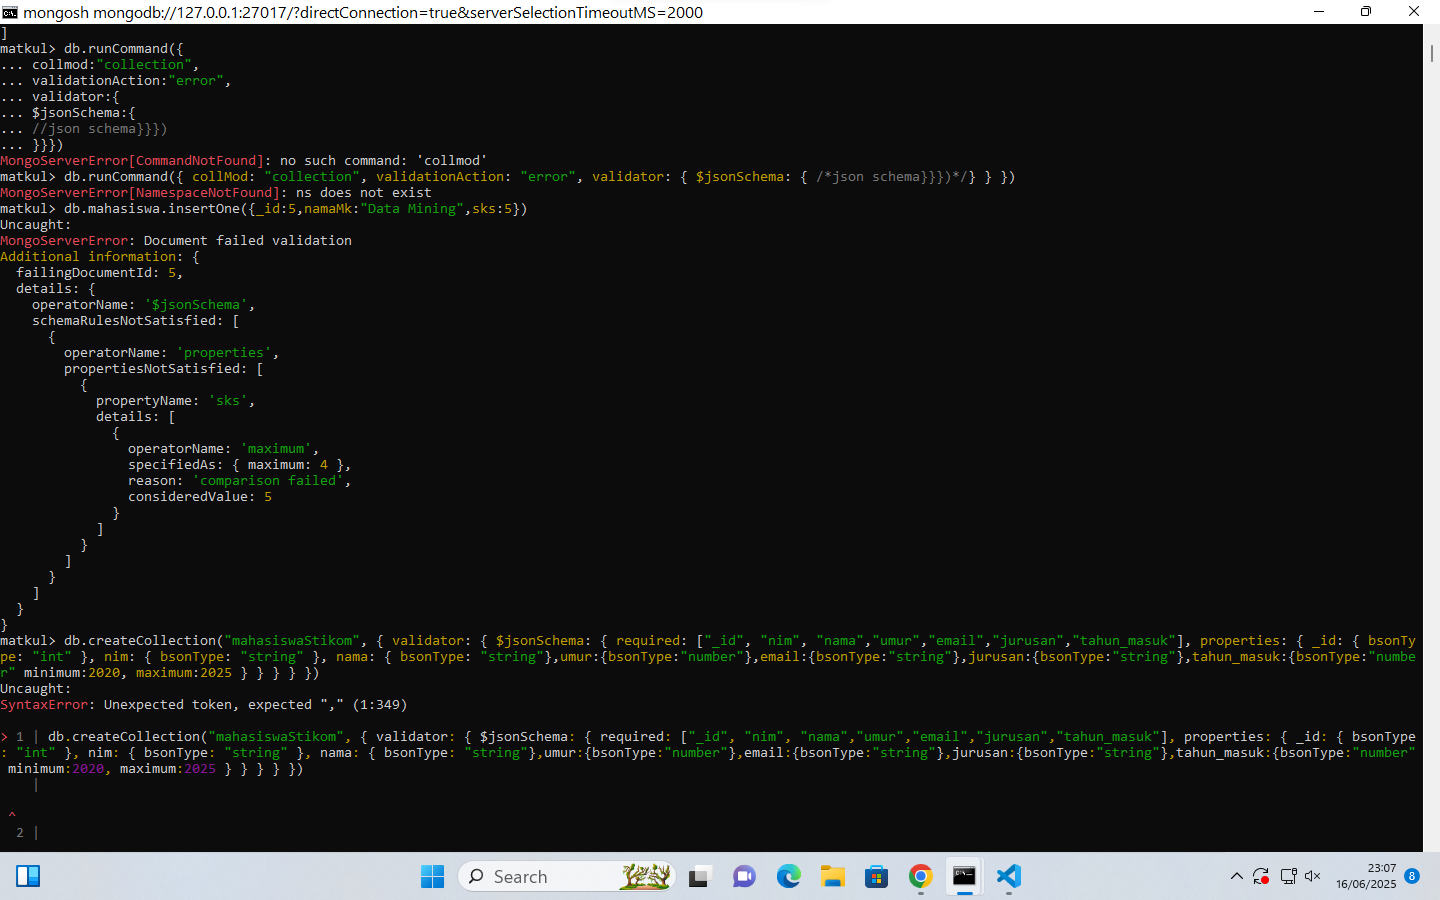 mongosh mongodb://127.0.0.1:27017/?directConnection=true&serverSelectionTimeoutMS=2000
]
matkul> db.runCommand({
... collmod:"collection",
... validationAction:"error",
... validator:{
... $jsonSchema:{
... //json schema}}})
... }}})
MongoServerError[CommandNotFound]: no such command: 'collmod'
matkul> db.runCommand({ collMod: "collection", validationAction: "error", validator: { $jsonSchema: { /*json schema}}})*/} } })
MongoServerError[NamespaceNotFound]: ns does not exist
matkul> db.mahasiswa.insertOne({_id:5,namaMk:"Data Mining",sks:5})
Uncaught:
MongoServerError: Document failed validation
Additional information: {
  failingDocumentId: 5,
  details: {
    operatorName: '$jsonSchema',
    schemaRulesNotSatisfied: [
      {
        operatorName: 'properties',
        propertiesNotSatisfied: [
          {
            propertyName: 'sks',
            details: [
              {
                operatorName: 'maximum',
                specifiedAs: { maximum: 4 },
                reason: 'comparison failed',
                consideredValue: 5
              }
            ]
          }
        ]
      }
    ]
  }
}
matkul> db.createCollection("mahasiswaStikom", { validator: { $jsonSchema: { required: ["_id", "nim", "nama","umur","email","jurusan","tahun_masuk"], properties: { _id: { bsonTy
pe: "int" }, nim: { bsonType: "string" }, nama: { bsonType: "string"},umur:{bsonType:"number"},email:{bsonType:"string"},jurusan:{bsonType:"string"},tahun_masuk:{bsonType:"numbe
r" minimum:2020, maximum:2025 } } } } })
Uncaught:
SyntaxError: Unexpected token, expected "," (1:349)
> 1 | db.createCollection("mahasiswaStikom", { validator: { $jsonSchema: { required: ["_id", "nim", "nama","umur","email","jurusan","tahun_masuk"], properties: { _id: { bsonType
: "int" }, nim: { bsonType: "string" }, nama: { bsonType: "string"},umur:{bsonType:"number"},email:{bsonType:"string"},jurusan:{bsonType:"string"},tahun_masuk:{bsonType:"number"
 minimum:2020, maximum:2025 } } } } })
    |
 ^
  2 |
Search
23:07
16/06/2025
8